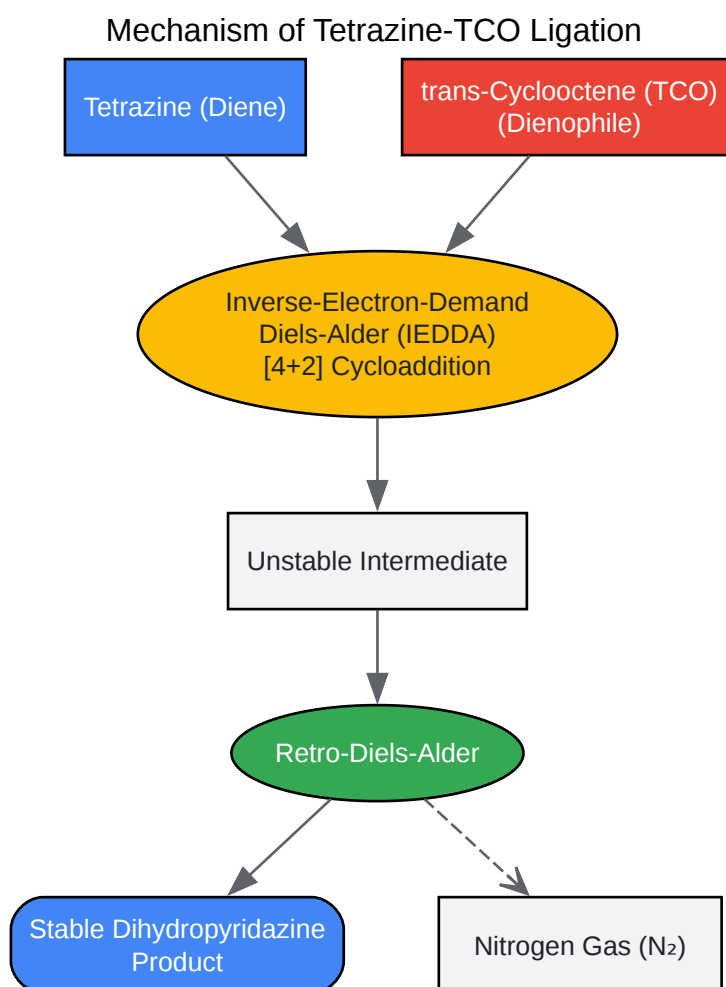 Mechanism of Tetrazine-TCO Ligation
Tetrazine (Diene)
trans-Cyclooctene (TCO)
(Dienophile)
Inverse-Electron-Demand
Diels-Alder (IEDDA)
[4+2] Cycloaddition
Unstable Intermediate
Retro-Diels-Alder
Stable Dihydropyridazine
Product
Nitrogen Gas (N₂)